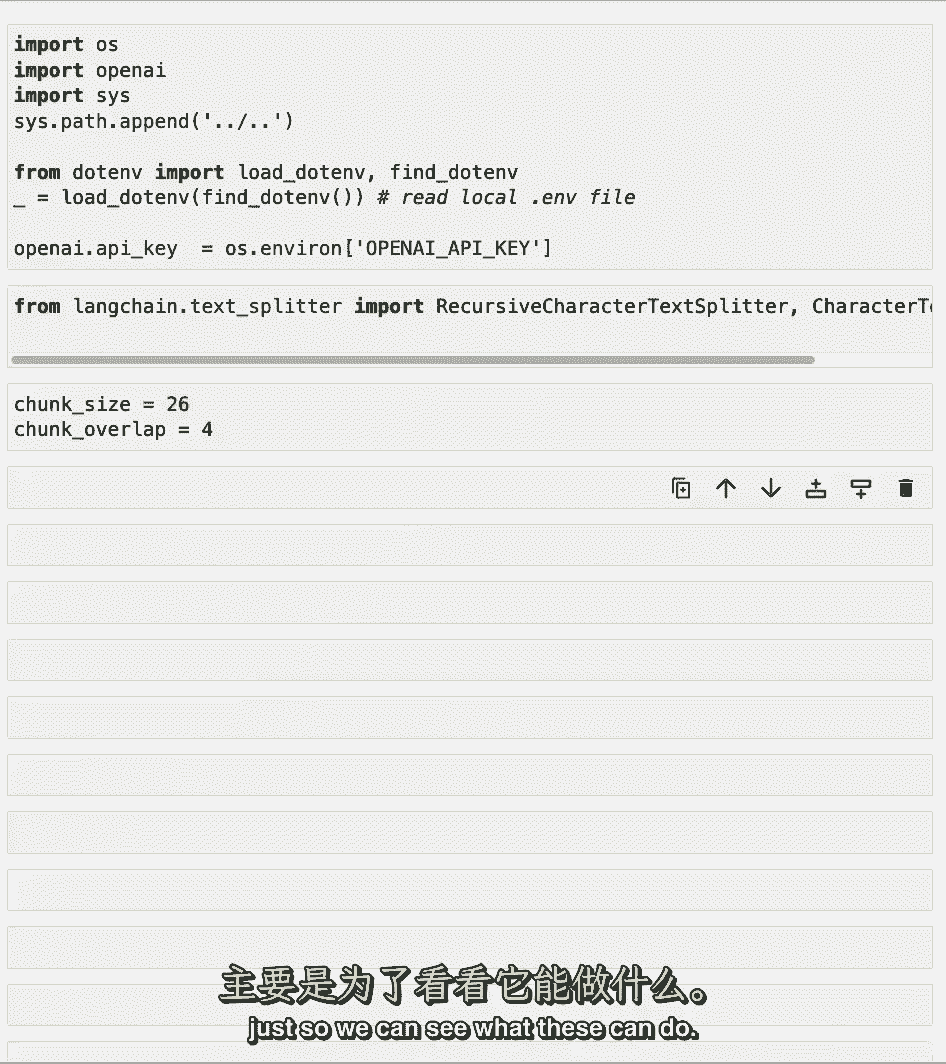 import os
import openai
import sys
sys.path.append('../..')
from dotenv import load_dotenv, find_dotenv
_ = load_dotenv(find_dotenv()) # read local .env file
openai.api_key  = os.environ['OPENAI_API_KEY']
from langchain.text_splitter import RecursiveCharacterTextSplitter, CharacterT
chunk_size = 26
chunk_overlap = 4
主要是为了看看它能做什么。
just so we can see what these can do.